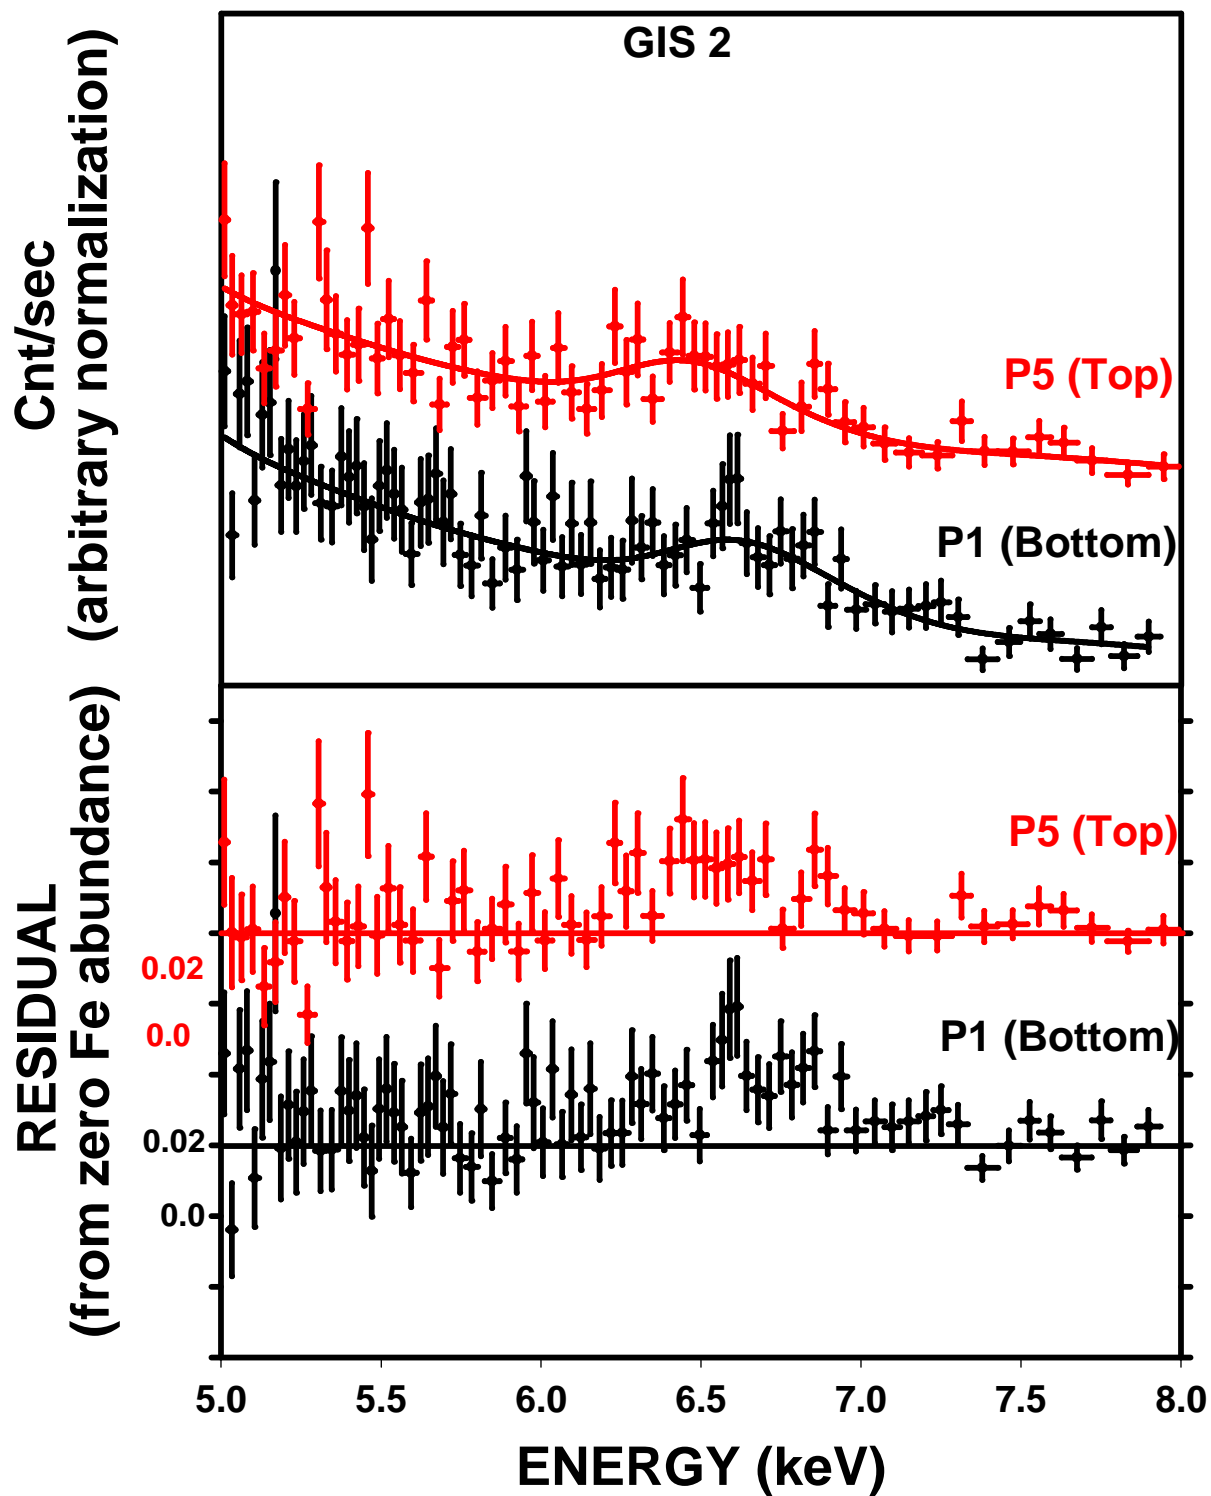 GIS 2
Cnt/sec
(arbitrary normalization)
P5 (Top)
P1 (Bottom)
RESIDUAL
(from zero Fe abundance)
P5 (Top)
0.02
0.0
P1 (Bottom)
0.02
0.0
5.0 5.5 6.0 6.5 7.0 7.5 8.0
ENERGY (keV)